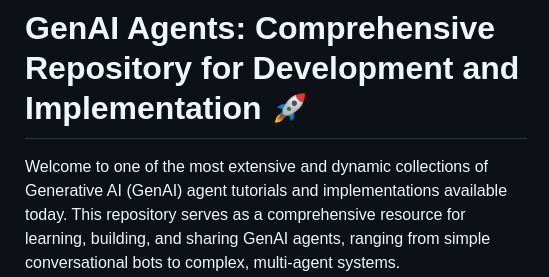 GenAI Agents: Comprehensive
Repository for Development and
Implementation 🚀
Welcome to one of the most extensive and dynamic collections of
Generative AI (GenAI) agent tutorials and implementations available
today. This repository serves as a comprehensive resource for
learning, building, and sharing GenAI agents, ranging from simple
conversational bots to complex, multi-agent systems.